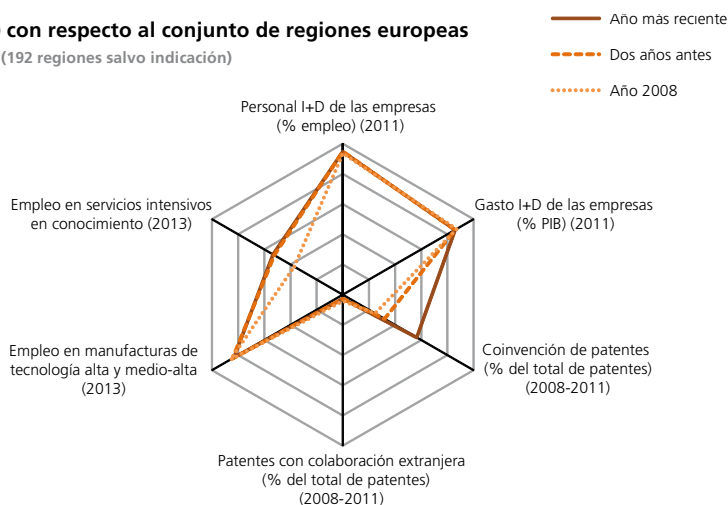 con respecto al conjunto de regiones europeas
(192 regiones salvo indicación)
Año más reciente
Dos años antes
Año 2008
Personal I+D de las empresas
(% empleo) (2011)
Gasto I+D de las empresas
(% PIB) (2011)
Empleo en servicios intensivos
en conocimiento (2013)
Coinvención de patentes
(% del total de patentes)
(2008-2011)
Empleo en manufacturas de
tecnología alta y medio-alta
(2013)
Patentes con colaboración extranjera
(% del total de patentes)
(2008-2011)